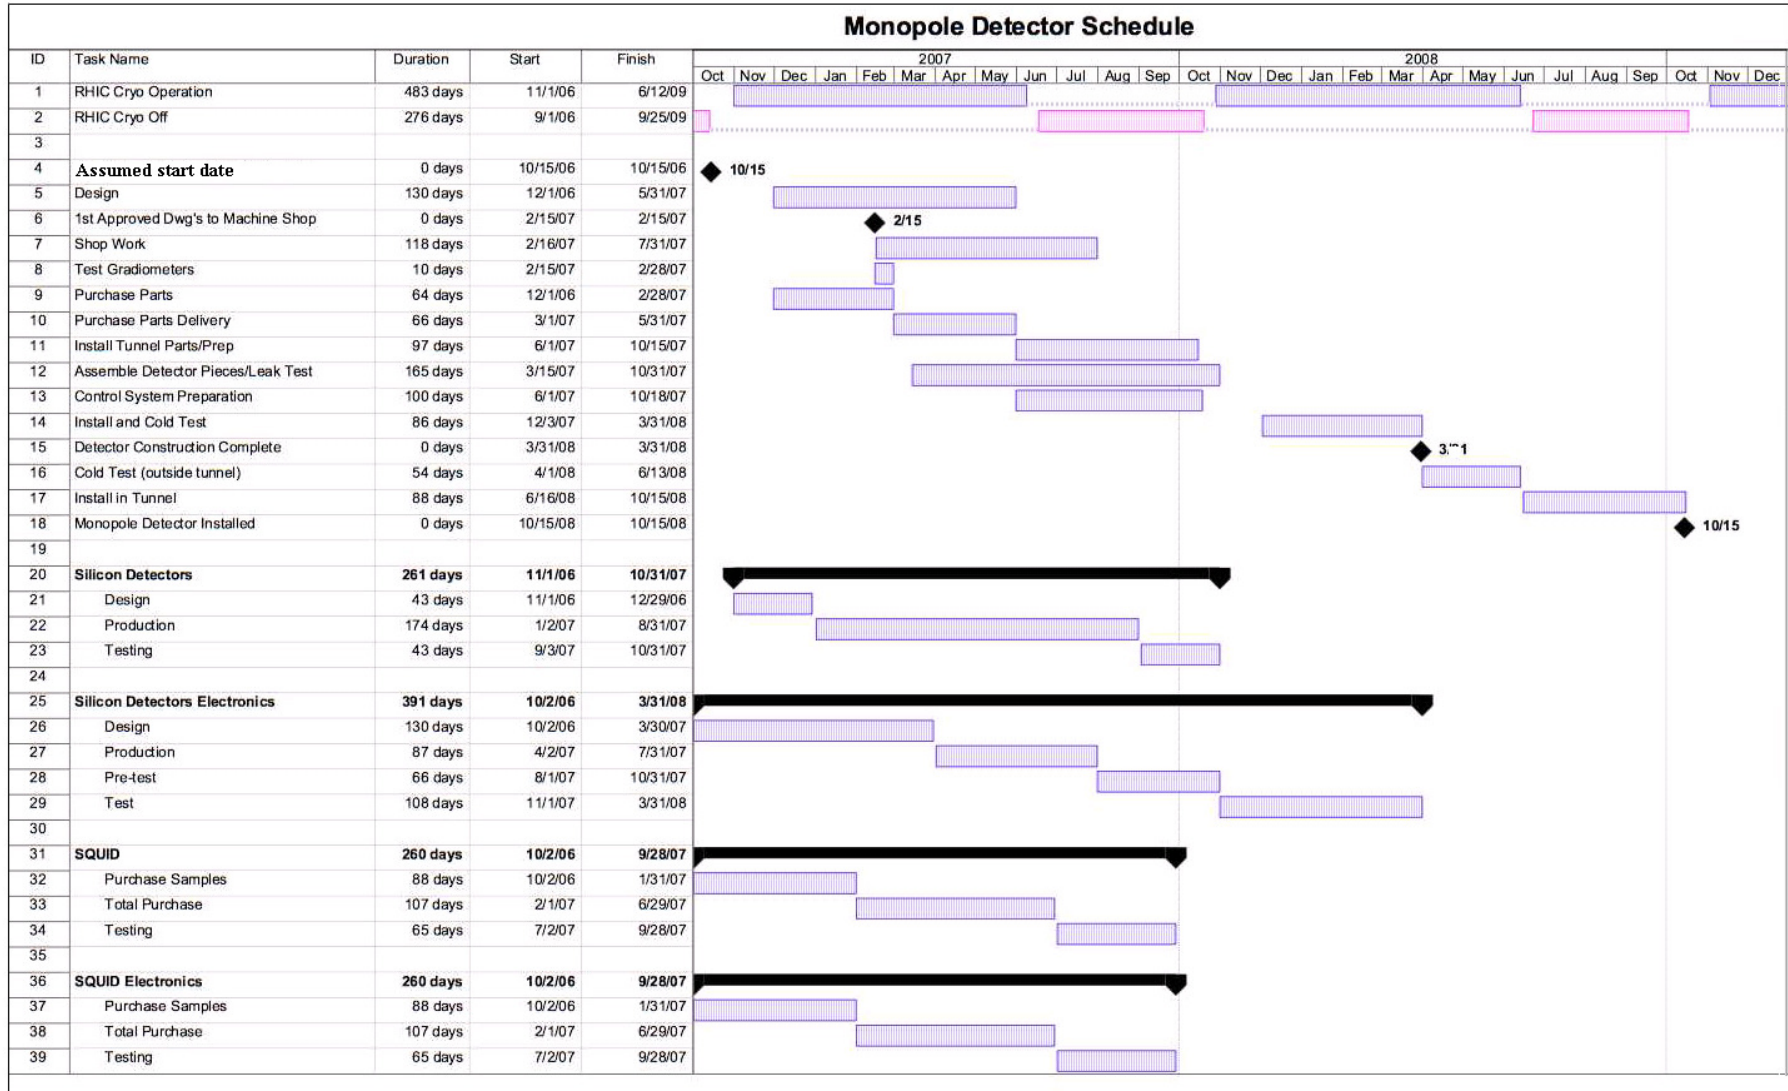 Monopole Detector Schedule
ID Task Name Duration Start Finish 2007 2008
Oct Nov Dec Jan Feb Mar Apr May Jun Jul Aug Sep Oct Nov Dec Jan Feb Mar Apr May Jun Jul Aug Sep Oct Nov Dec
1 RHIC Cryo Operation 483 days 11/1/06 6/12/09
2 RHIC Cryo Off 276 days 9/1/06 9/25/09
3
4 Assumed start date 0 days 10/15/06 10/15/06 10/15
5 Design 130 days 12/1/06 5/31/07
6 1st Approved Dwg's to Machine Shop 0 days 2/15/07 2/15/07 2/15
7 Shop Work 118 days 2/16/07 7/31/07
8 Test Gradiometers 10 days 2/15/07 2/28/07
9 Purchase Parts 64 days 12/1/06 2/28/07
10 Purchase Parts Delivery 66 days 3/1/07 5/31/07
11 Install Tunnel Parts/Prep 97 days 6/1/07 10/15/07
12 Assemble Detector Pieces/Leak Test 165 days 3/15/07 10/31/07
13 Control System Preparation 100 days 6/1/07 10/18/07
14 Install and Cold Test 86 days 12/3/07 3/31/08
15 Detector Construction Complete 0 days 3/31/08 3/31/08
16 Cold Test (outside tunnel) 54 days 4/1/08 6/13/08
17 Install in Tunnel 88 days 6/16/08 10/15/08
18 Monopole Detector Installed 0 days 10/15/08 10/15/08 10/15
19
20 Silicon Detectors 261 days 11/1/06 10/31/07
21 Design 43 days 11/1/06 12/29/06
22 Production 174 days 1/2/07 8/31/07
23 Testing 43 days 9/3/07 10/31/07
24
25 Silicon Detectors Electronics 391 days 10/2/06 3/31/08
26 Design 130 days 10/2/06 3/30/07
27 Production 87 days 4/2/07 7/31/07
28 Pre-test 66 days 8/1/07 10/31/07
29 Test 108 days 11/1/07 3/31/08
30
31 SQUID 260 days 10/2/06 9/28/07
32 Purchase Samples 88 days 10/2/06 1/31/07
33 Total Purchase 107 days 2/1/07 6/29/07
34 Testing 65 days 7/2/07 9/28/07
35
36 SQUID Electronics 260 days 10/2/06 9/28/07
37 Purchase Samples 88 days 10/2/06 1/31/07
38 Total Purchase 107 days 2/1/07 6/29/07
39 Testing 65 days 7/2/07 9/28/07